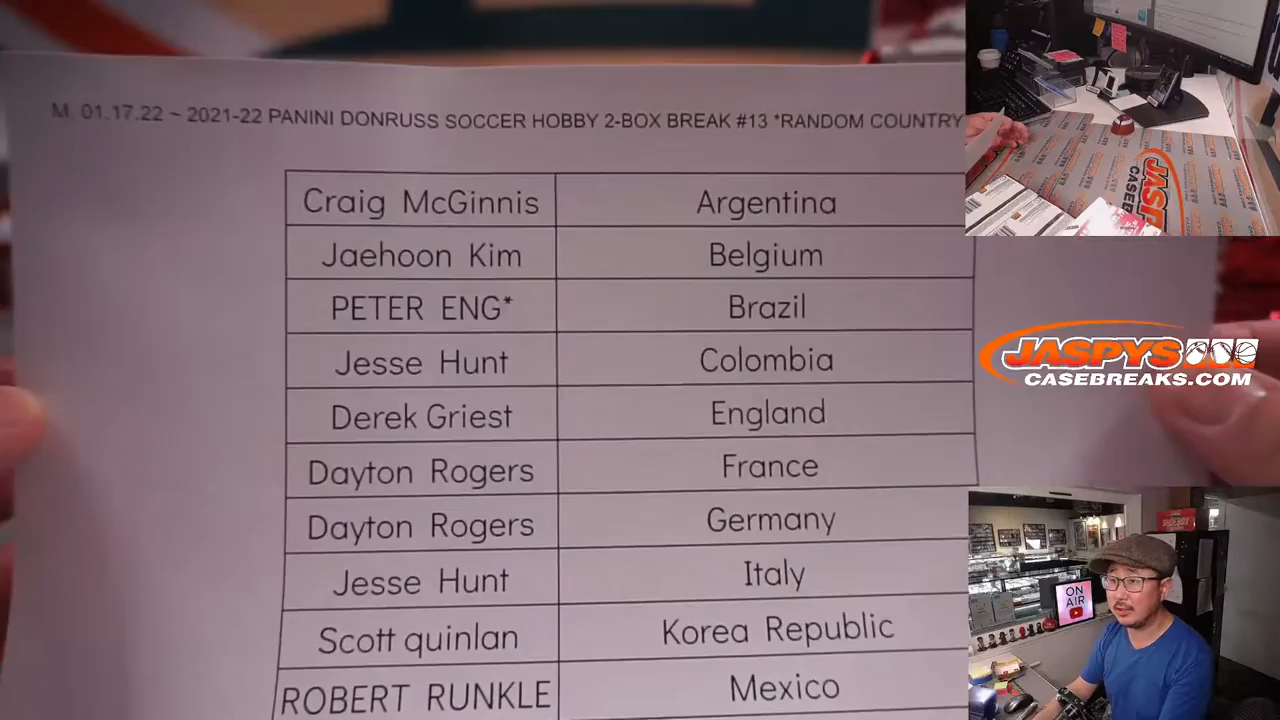 M. 01.17.22 ~ 2021-22 PANINI DONRUSS SOCCER HOBBY 2-BOX BREAK #13 *RANDOM COUNTRY
Craig McGinnis Argentina
Jaehoon Kim Belgium
PETER ENG* Brazil
Jesse Hunt Colombia
Derek Griest England
Dayton Rogers France
Dayton Rogers Germany
Jesse Hunt Italy
Scott quinlan Korea Republic
ROBERT RUNKLE Mexico
JASPY
CASE
JASPYS
CASEBREAKS.COM
ON
AIR